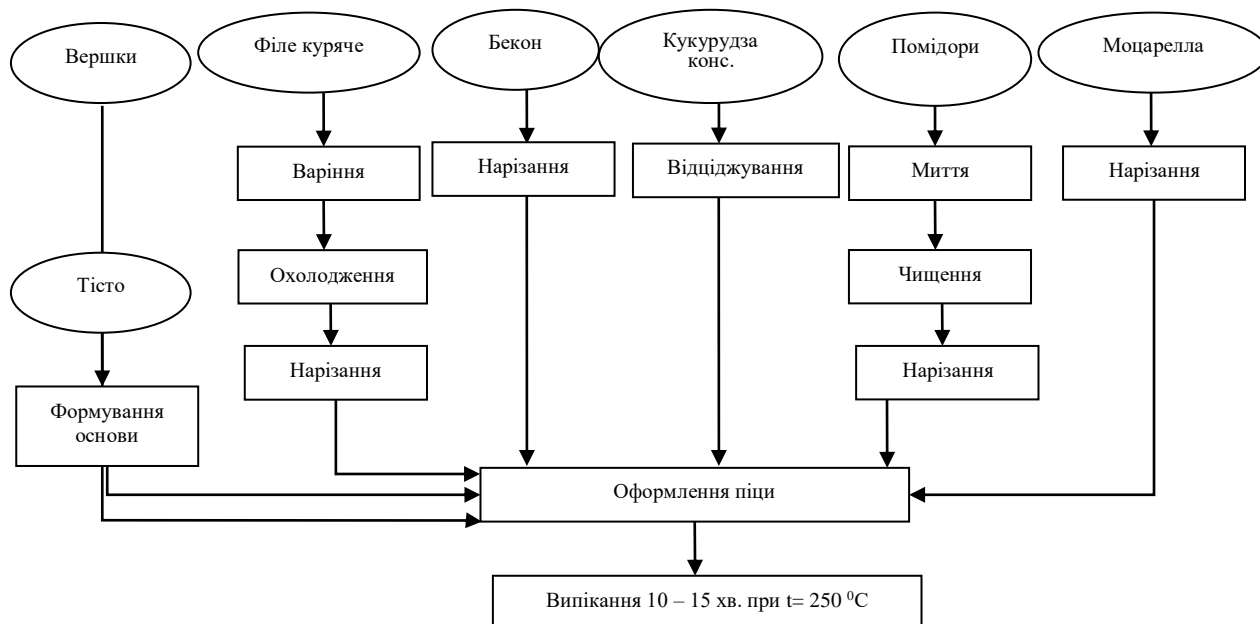 Вершки
Філе куряче
Бекон
Кукурудза
конс.
Помідори
Моцарелла
Варіння
Нарізання
Відціджування
Миття
Нарізання
Тісто
Охолодження
Чищення
Нарізання
Нарізання
Формування
основи
Оформлення піци
Випікання 10 – 15 хв. при t= 250 ⁰С